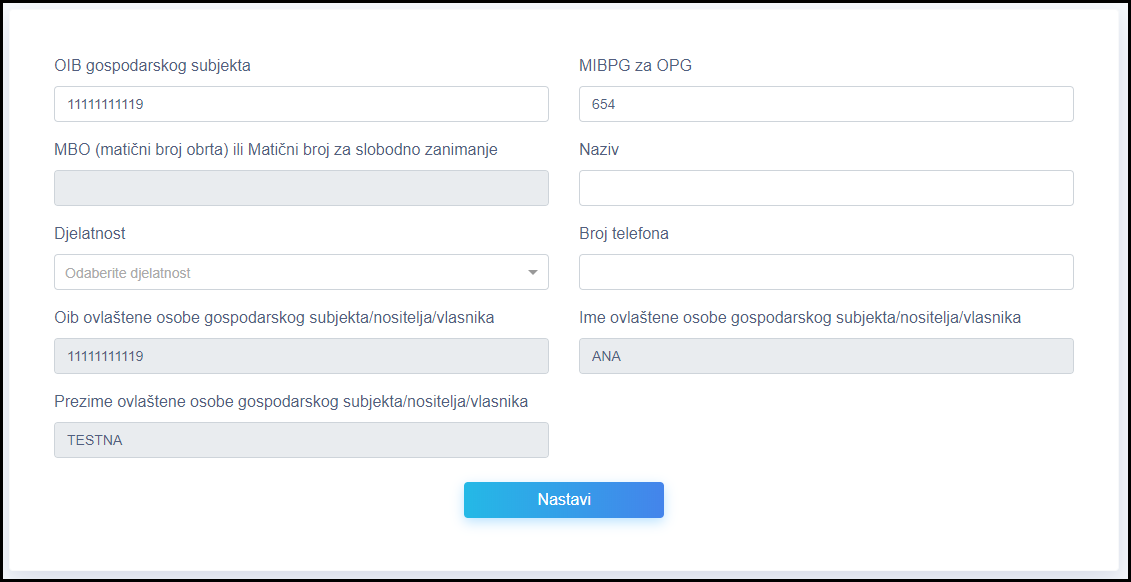 OIB gospodarskog subjekta
MIBPG za OPG
11111111119
654
MBO (matični broj obrta) ili Matični broj za slobodno zanimanje
Naziv
Djelatnost
Broj telefona
Odaberite djelatnost
Oib ovlaštene osobe gospodarskog subjekta/nositelja/vlasnika
Ime ovlaštene osobe gospodarskog subjekta/nositelja/vlasnika
11111111119
ANA
Prezime ovlaštene osobe gospodarskog subjekta/nositelja/vlasnika
TESTNA
Nastavi